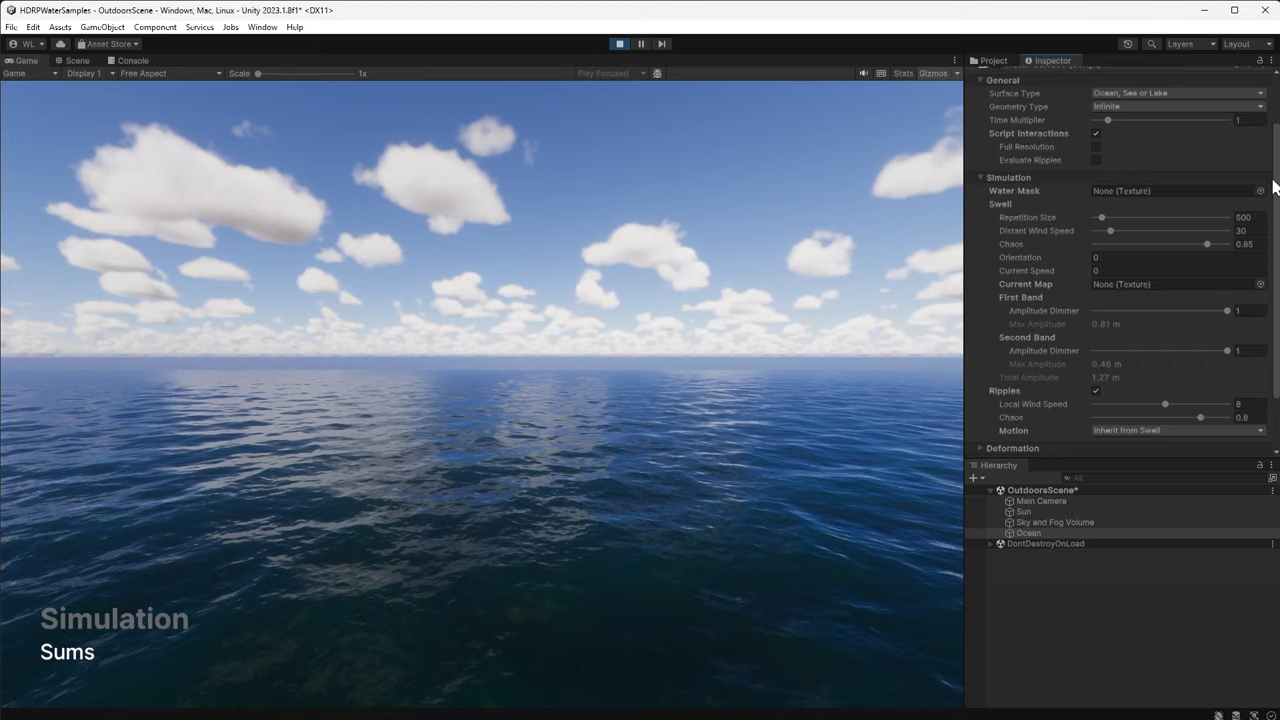 HDRPWaterSamples - OutdoorsScene - Windows, Mac, Linux - Unity 2023.1.8f1* <DX11>
File Edit Assets GameObject Component Services Jobs Window Help
WL Asset Store Layers Layout
Game Scene Console
Game Display 1 Free Aspect Scale 1x Play Focused Stats Gizmos
Project Inspector
General
Surface Type Ocean, Sea or Lake
Geometry Type Infinite
Time Multiplier 1
Script Interactions
Full Resolution
Evaluate Ripples
Simulation
Water Mask None (Texture)
Swell
Repetition Size 500
Distant Wind Speed 30
Chaos 0.85
Orientation 0
Current Speed 0
Current Map None (Texture)
First Band
Amplitude Dimmer 1
Max Amplitude 0.81 m
Second Band
Amplitude Dimmer 1
Max Amplitude 0.46 m
Total Amplitude 1.27 m
Ripples
Local Wind Speed 8
Chaos 0.8
Motion Inherit from Swell
Deformation
Hierarchy
All
OutdoorsScene*
Main Camera
Sun
Sky and Fog Volume
Ocean
DontDestroyOnLoad
Simulation
Sums